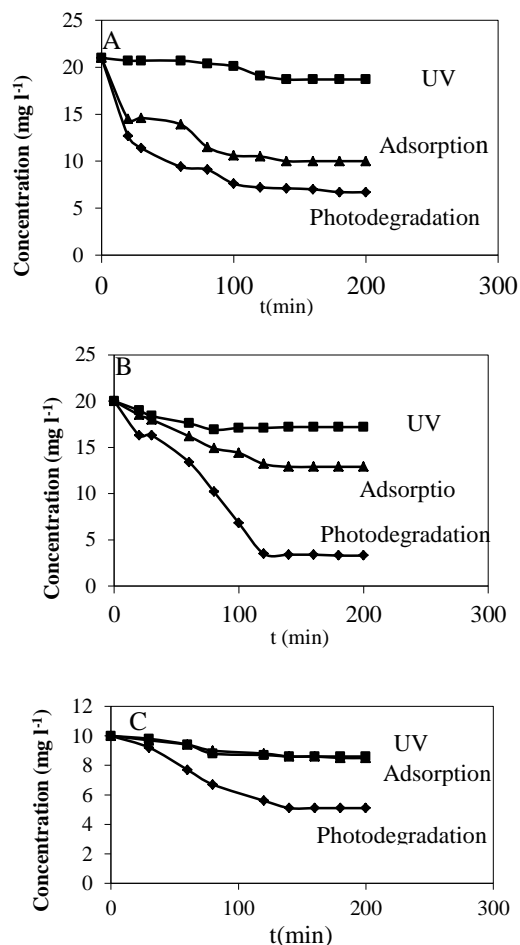 A
25
20
15
10
5
0
Concentration (mg l-1)
UV
Adsorption
Photodegradation
0 100 200 300
t(min)
B
25
20
15
10
5
0
Concentration (mg l-1)
UV
Adsorptio
Photodegradation
0 100 200 300
t (min)
C
12
10
8
6
4
2
0
Concentration (mg l-1)
UV
Adsorption
Photodegradation
0 100 200 300
t(min)